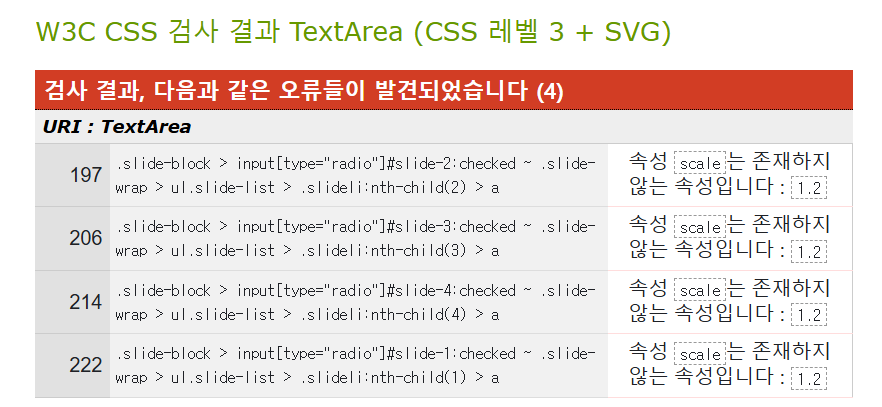 W3C CSS 검사 결과 TextArea (CSS 레벨 3 + SVG)
검사 결과, 다음과 같은 오류들이 발견되었습니다 (4)
URI : TextArea
197
.slide-block > input[type="radio"]#slide-2:checked ~ .slide-
wrap > ul.slide-list > .slideli:nth-child(2) > a
속성 scale는 존재하지
않는 속성입니다 : 1.2
206
.slide-block > input[type="radio"]#slide-3:checked ~ .slide-
wrap > ul.slide-list > .slideli:nth-child(3) > a
속성 scale는 존재하지
않는 속성입니다 : 1.2
214
.slide-block > input[type="radio"]#slide-4:checked ~ .slide-
wrap > ul.slide-list > .slideli:nth-child(4) > a
속성 scale는 존재하지
않는 속성입니다 : 1.2
222
.slide-block > input[type="radio"]#slide-1:checked ~ .slide-
wrap > ul.slide-list > .slideli:nth-child(1) > a
속성 scale는 존재하지
않는 속성입니다 : 1.2